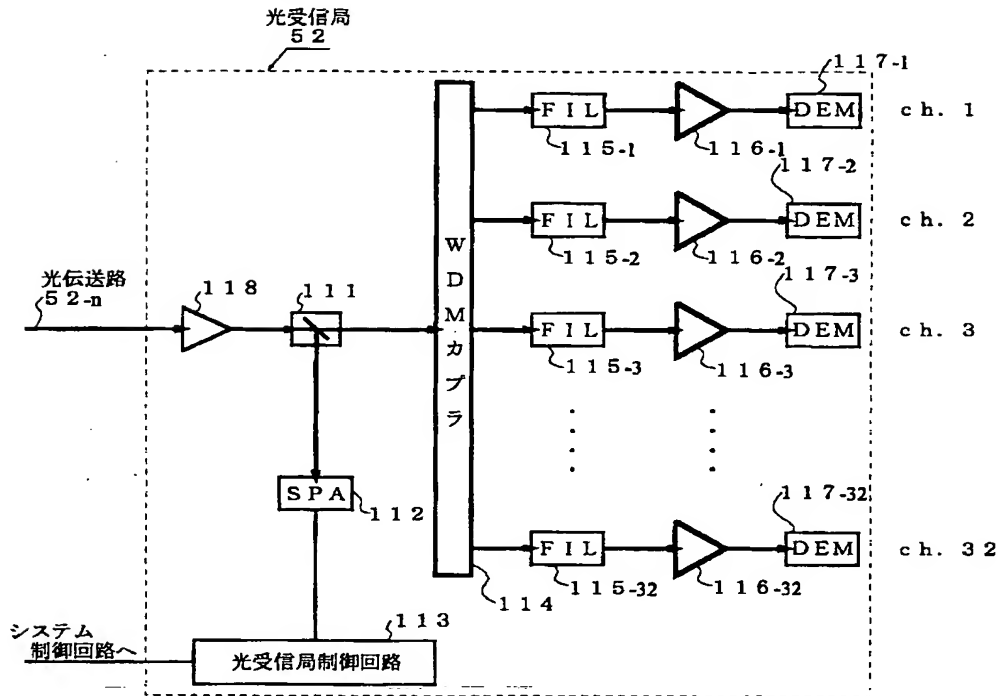 光受信局
５２
１１７-1
ＦＩＬ
ＤＥＭ
ｃｈ．１
１１５-1
１１６-1
１１７-2
ＦＩＬ
ＤＥＭ
ｃｈ．２
１１５-2
１１６-2
１１７-3
光伝送路
５２-n
１１８
１１１
ＷＤＭカプラ
ＦＩＬ
ＤＥＭ
ｃｈ．３
１１５-3
１１６-3
ＳＰＡ
１１２
１１７-32
ＦＩＬ
ＤＥＭ
ｃｈ．３２
１１５-32
１１６-32
１１４
１１３
システム
制御回路へ
光受信局制御回路